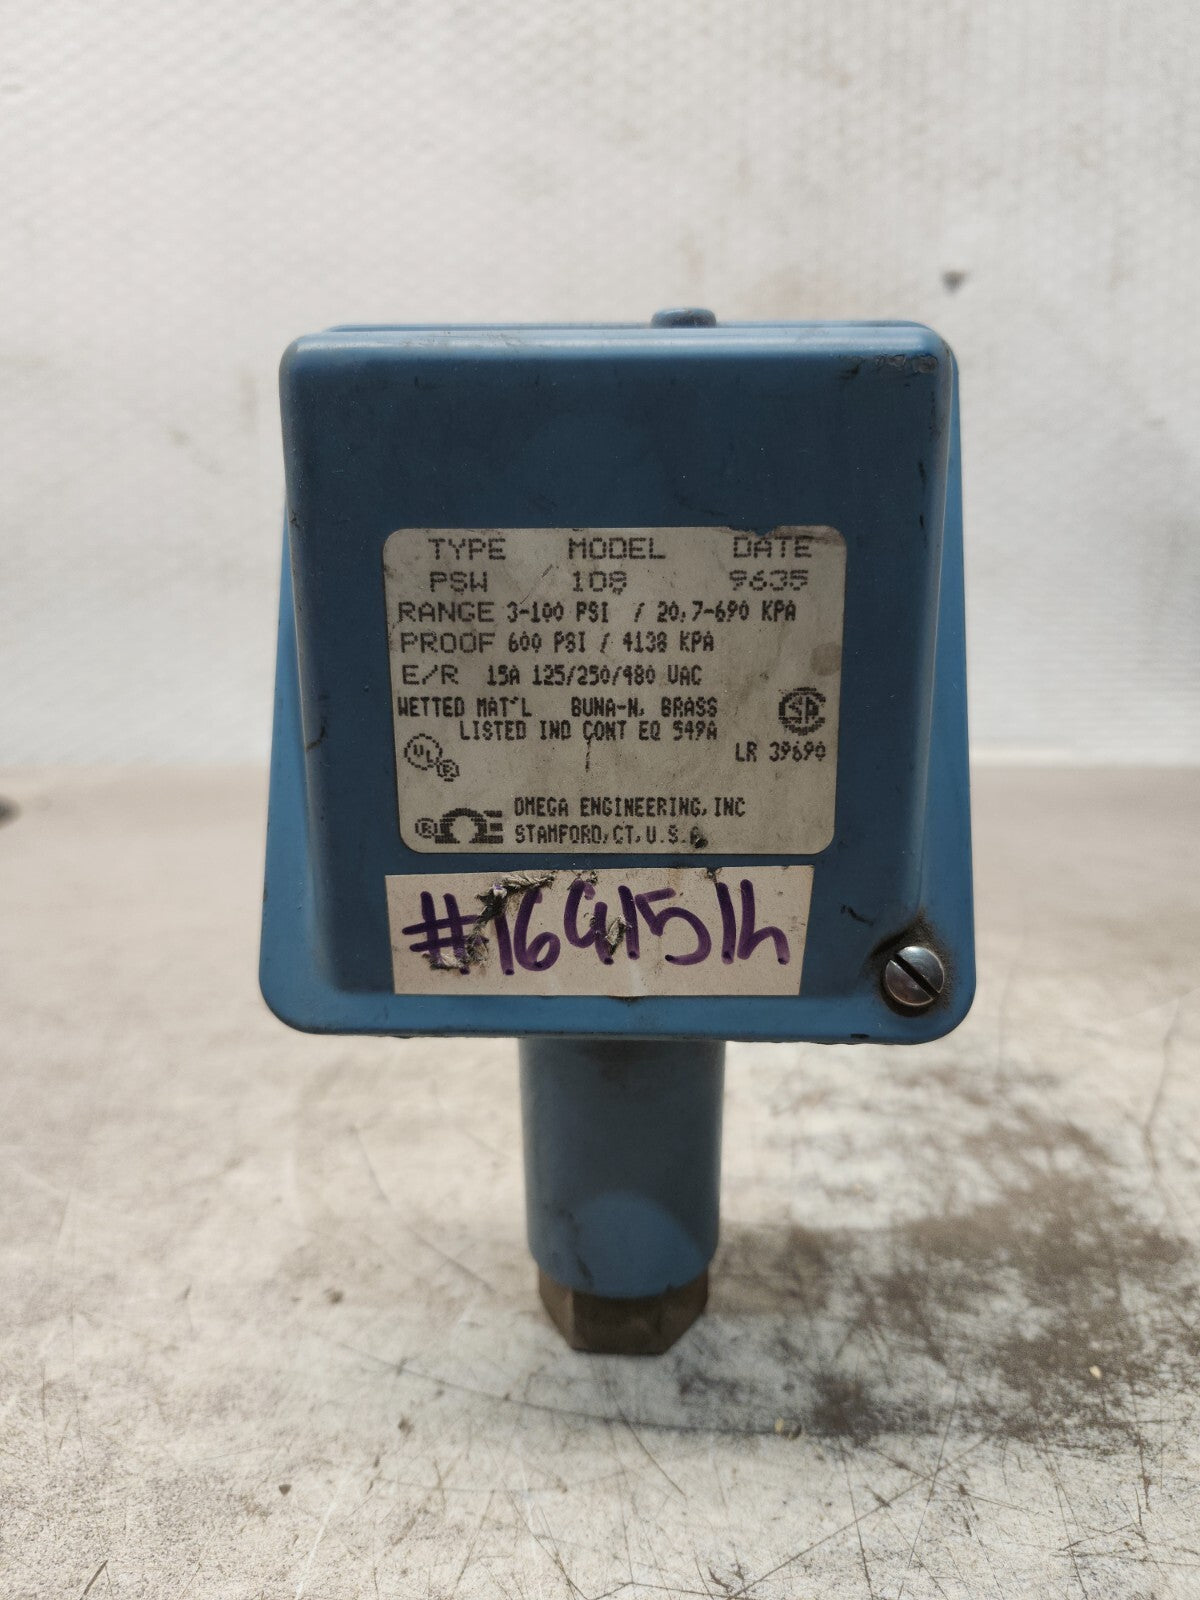 TYPE MODEL DATE
PSW 108 9635
RANGE 3-100 PSI / 20,7-690 KPA
PROOF 600 PSI / 4138 KPA
E/R 15A 125/250/480 VAC
WETTED MAT'L BUNA-N, BRASS
LISTED IND CONT EQ 549A
UL ®
LR 39690
® ΩE OMEGA ENGINEERING, INC
STAMFORD, CT, U.S.A.